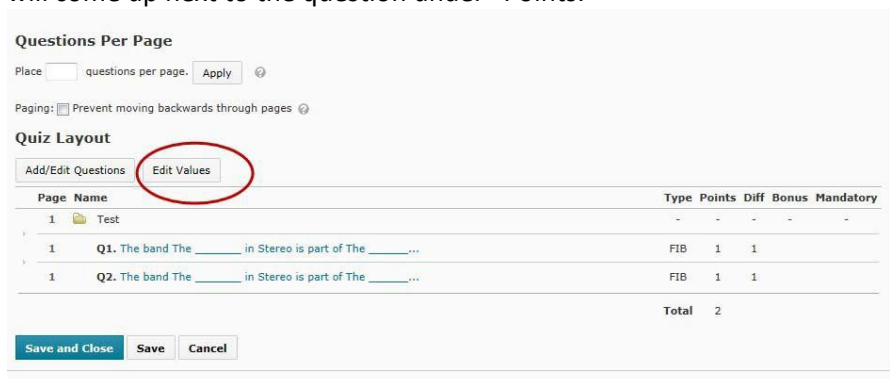 will come up next to the question under "Points."
Questions Per Page
Place questions per page. Apply
Paging: Prevent moving backwards through pages
Quiz Layout
Add/Edit Questions Edit Values
Page Name Type Points Diff Bonus Mandatory
1 Test - - - - -
1 Q1. The band The _______ in Stereo is part of The _______... FIB 1 1
1 Q2. The band The _______ in Stereo is part of The _______... FIB 1 1
Total 2
Save and Close Save Cancel